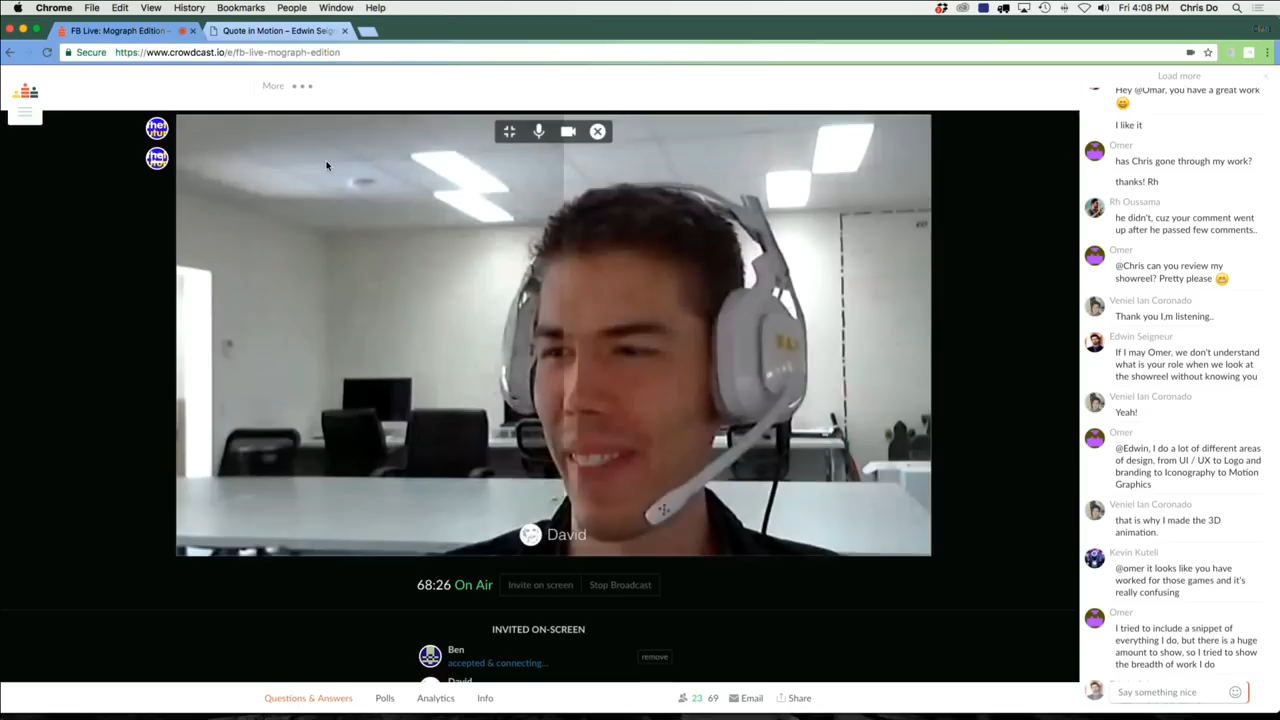 Chrome File Edit View History Bookmarks People Window Help Fri 4:08 PM Chris Do
FB Live: Mograph Edition - Quote in Motion – Edwin Seig
Secure https://www.crowdcast.io/e/fb-live-mograph-edition
More
Load more
Hey @Omar, you have a great work
I like it
Omer
has Chris gone through my work?
thanks! Rh
Rh Oussama
he didn't, cuz your comment went
up after he passed few comments..
Omer
@Chris can you review my
showreel? Pretty please
Veniel Ian Coronado
Thank you I,m listening..
Edwin Seigneur
If I may Omer, we don't understand
what is your role when we look at
the showreel without knowing you
Veniel Ian Coronado
Yeah!
Omer
@Edwin, I do a lot of different areas
of design. from UI / UX to Logo and
branding to Iconography to Motion
Graphics
Veniel Ian Coronado
that is why I made the 3D
animation.
Kevin Kuteli
@omer it looks like you have
worked for those games and it's
really confusing
Omer
I tried to include a snippet of
everything I do, but there is a huge
amount to show, so I tried to show
the breadth of work I do
Say something nice
David
68:26 On Air Invite on screen Stop Broadcast
INVITED ON-SCREEN
Ben
accepted & connecting...
remove
David
Questions & Answers Polls Analytics Info 23 69 Email Share